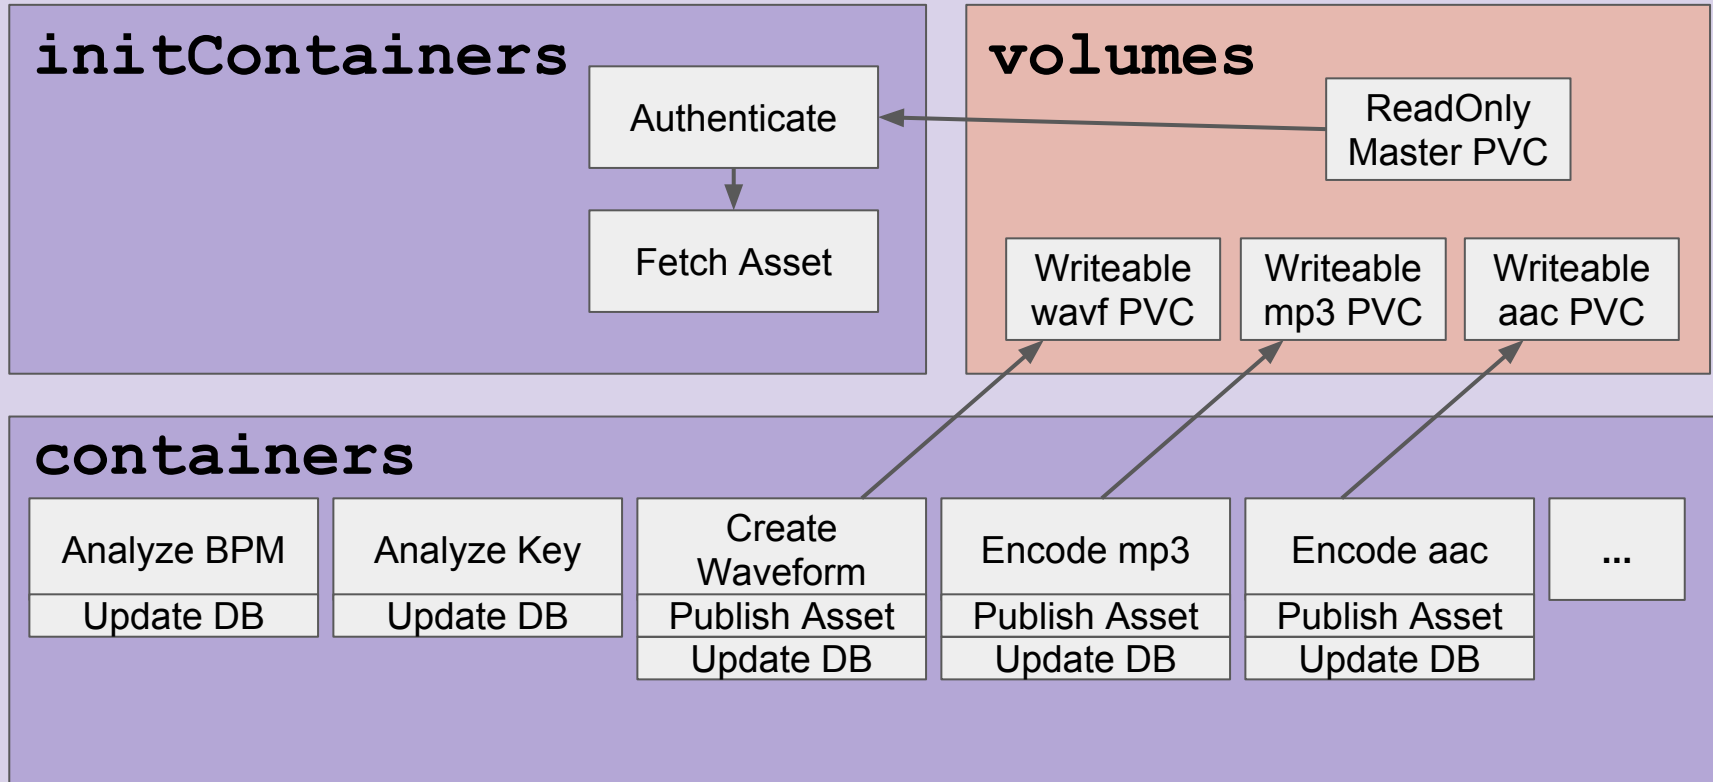 initContainers
Authenticate
Fetch Asset
volumes
ReadOnly
Master PVC
Writeable
wavf PVC
Writeable
mp3 PVC
Writeable
aac PVC
containers
Analyze BPM
Update DB
Analyze Key
Update DB
Create
Waveform
Publish Asset
Update DB
Encode mp3
Publish Asset
Update DB
Encode aac
Publish Asset
Update DB
...